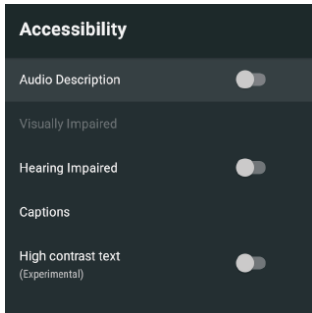 Accessibility
Audio Description
Visually Impaired
Hearing Impaired
Captions
High contrast text
(Experimental)